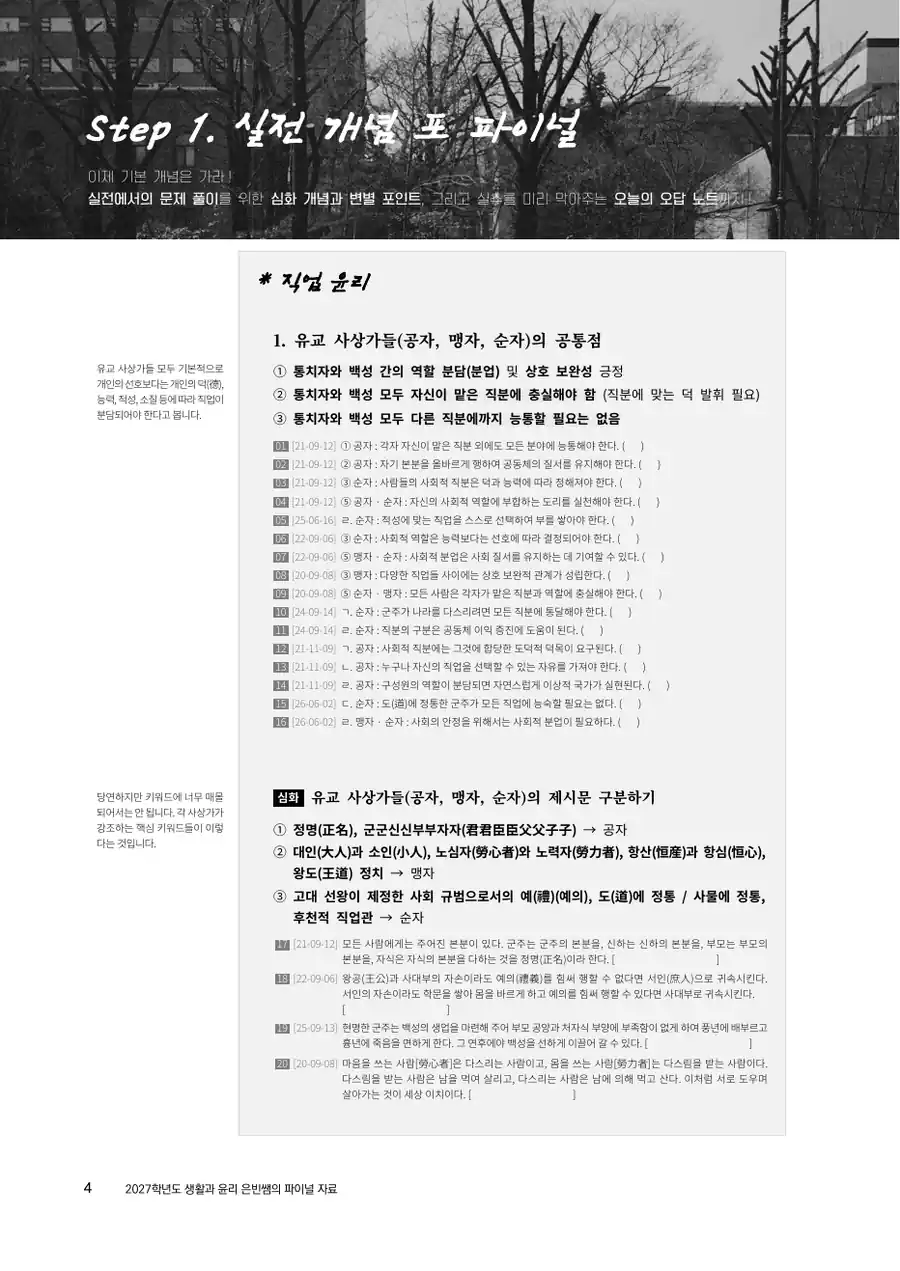 Step 1. 실전 개념 포 파이널
이제 기본 개념은 가라!
실전에서의 문제 풀이를 위한 심화 개념과 변별 포인트, 그리고 실수를 미리 막아주는 오늘의 오답 노트까지!
* 직업 윤리
1. 유교 사상가들(공자, 맹자, 순자)의 공통점
유교 사상가들 모두 기본적으로
개인의 선호보다는 개인의 덕(德),
능력, 적성, 소질 등에 따라 직업이
분담되어야 한다고 봅니다.
① 통치자와 백성 간의 역할 분담(분업) 및 상호 보완성 긍정
② 통치자와 백성 모두 자신이 맡은 직분에 충실해야 함 (직분에 맞는 덕 발휘 필요)
③ 통치자와 백성 모두 다른 직분에까지 능통할 필요는 없음
01 [21-09-12] ① 공자 : 각자 자신이 맡은 직분 외에도 모든 분야에 능통해야 한다. ( )
02 [21-09-12] ② 공자 : 자기 본분을 올바르게 행하여 공동체의 질서를 유지해야 한다. ( )
03 [21-09-12] ③ 순자 : 사람들의 사회적 직분은 덕과 능력에 따라 정해져야 한다. ( )
04 [21-09-12] ⑤ 공자 · 순자 : 자신의 사회적 역할에 부합하는 도리를 실천해야 한다. ( )
05 [25-06-16] ㄹ. 순자 : 적성에 맞는 직업을 스스로 선택하여 부를 쌓아야 한다. ( )
06 [22-09-06] ③ 순자 : 사회적 역할은 능력보다는 선호에 따라 결정되어야 한다. ( )
07 [22-09-06] ⑤ 맹자 · 순자 : 사회적 분업은 사회 질서를 유지하는 데 기여할 수 있다. ( )
08 [20-09-08] ③ 맹자 : 다양한 직업들 사이에는 상호 보완적 관계가 성립한다. ( )
09 [20-09-08] ⑤ 순자 · 맹자 : 모든 사람은 각자가 맡은 직분과 역할에 충실해야 한다. ( )
10 [24-09-14] ㄱ. 순자 : 군주가 나라를 다스리려면 모든 직분에 통달해야 한다. ( )
11 [24-09-14] ㄹ. 순자 : 직분의 구분은 공동체 이익 증진에 도움이 된다. ( )
12 [21-11-09] ㄱ. 공자 : 사회적 직분에는 그것에 합당한 도덕적 덕목이 요구된다. ( )
13 [21-11-09] ㄴ. 공자 : 누구나 자신의 직업을 선택할 수 있는 자유를 가져야 한다. ( )
14 [21-11-09] ㄹ. 공자 : 구성원의 역할이 분담되면 자연스럽게 이상적 국가가 실현된다. ( )
15 [26-06-02] ㄷ. 순자 : 도(道)에 정통한 군주가 모든 직업에 능숙할 필요는 없다. ( )
16 [26-06-02] ㄹ. 맹자 · 순자 : 사회의 안정을 위해서는 사회적 분업이 필요하다. ( )
심화 유교 사상가들(공자, 맹자, 순자)의 제시문 구분하기
당연하지만 키워드에 너무 매몰
되어서는 안 됩니다. 각 사상가가
강조하는 핵심 키워드들이 이렇
다는 것입니다.
① 정명(正名), 군군신신부부자자(君君臣臣父父子子) → 공자
② 대인(大人)과 소인(小人), 노심자(勞心者)와 노력자(勞力者), 항산(恒産)과 항심(恒心),
왕도(王道) 정치 → 맹자
③ 고대 선왕이 제정한 사회 규범으로서의 예(禮)(예의), 도(道)에 정통 / 사물에 정통,
후천적 직업관 → 순자
17 [21-09-12] 모든 사람에게는 주어진 본분이 있다. 군주는 군주의 본분을, 신하는 신하의 본분을, 부모는 부모의
본분을, 자식은 자식의 본분을 다하는 것을 정명(正名)이라 한다. [ ]
18 [22-09-06] 왕공(王公)과 사대부의 자손이라도 예의(禮義)를 힘써 행할 수 없다면 서인(庶人)으로 귀속시킨다.
서인의 자손이라도 학문을 쌓아 몸을 바르게 하고 예의를 힘써 행할 수 있다면 사대부로 귀속시킨다.
[ ]
19 [25-09-13] 현명한 군주는 백성의 생업을 마련해 주어 부모 공양과 처자식 부양에 부족함이 없게 하여 풍년에 배부르고
흉년에 죽음을 면하게 한다. 그 연후에야 백성을 선하게 이끌어 갈 수 있다. [ ]
20 [20-09-08] 마음을 쓰는 사람[勞心者]은 다스리는 사람이고, 몸을 쓰는 사람[勞力者]는 다스림을 받는 사람이다.
다스림을 받는 사람은 남을 먹여 살리고, 다스리는 사람은 남에 의해 먹고 산다. 이처럼 서로 도우며
살아가는 것이 세상 이치이다. [ ]
4 2027학년도 생활과 윤리 은빈쌤의 파이널 자료